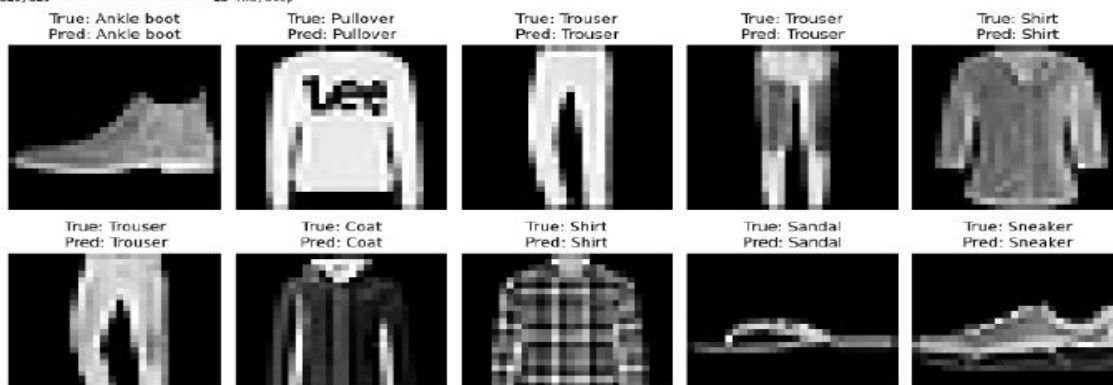 True: Ankle boot
Pred: Ankle boot
True: Pullover
Pred: Pullover
True: Trouser
Pred: Trouser
True: Trouser
Pred: Trouser
True: Shirt
Pred: Shirt
Lee
True: Trouser
Pred: Trouser
True: Coat
Pred: Coat
True: Shirt
Pred: Shirt
True: Sandal
Pred: Sandal
True: Sneaker
Pred: Sneaker